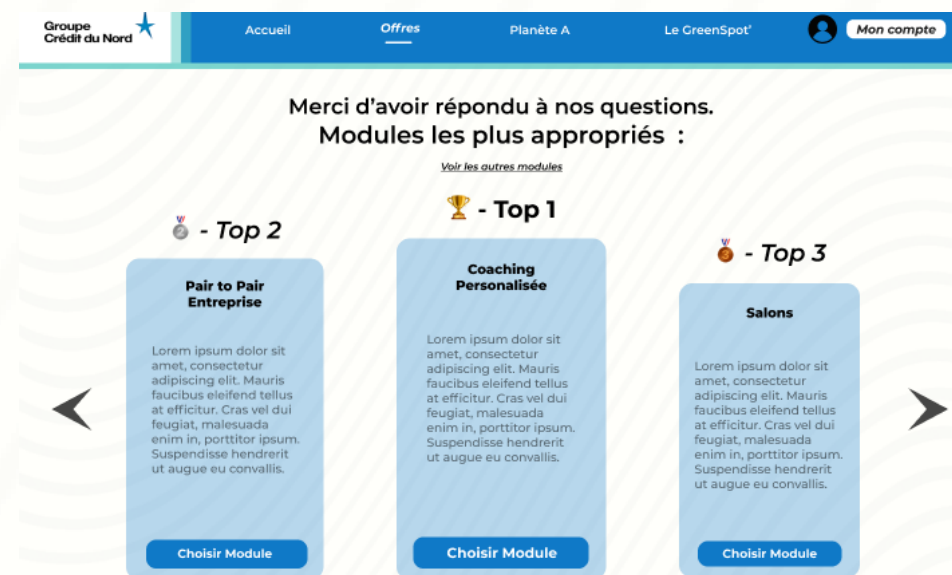 Groupe
Crédit du Nord
Accueil
Offres
Planète A
Le GreenSpot'
Mon compte
Merci d'avoir répondu à nos questions.
Modules les plus appropriés :
Voir les autres modules
2 - Top 2
Pair to Pair
Entreprise
Lorem ipsum dolor sit
amet, consectetur
adipiscing elit. Mauris
faucibus eleifend tellus
at efficitur. Cras vel dui
feugiat, malesuada
enim in, porttitor ipsum.
Suspendisse hendrerit
ut augue eu convallis.
Choisir Module
- Top 1
Coaching
Personalisée
Lorem ipsum dolor sit
amet, consectetur
adipiscing elit. Mauris
faucibus eleifend tellus
at efficitur. Cras vel dui
feugiat, malesuada
enim in, porttitor ipsum.
Suspendisse hendrerit
ut augue eu convallis.
Choisir Module
3 - Top 3
Salons
Lorem ipsum dolor sit
amet, consectetur
adipiscing elit. Mauris
faucibus eleifend tellus
at efficitur. Cras vel dui
feugiat, malesuada
enim in, porttitor ipsum.
Suspendisse hendrerit
ut augue eu convallis.
Choisir Module